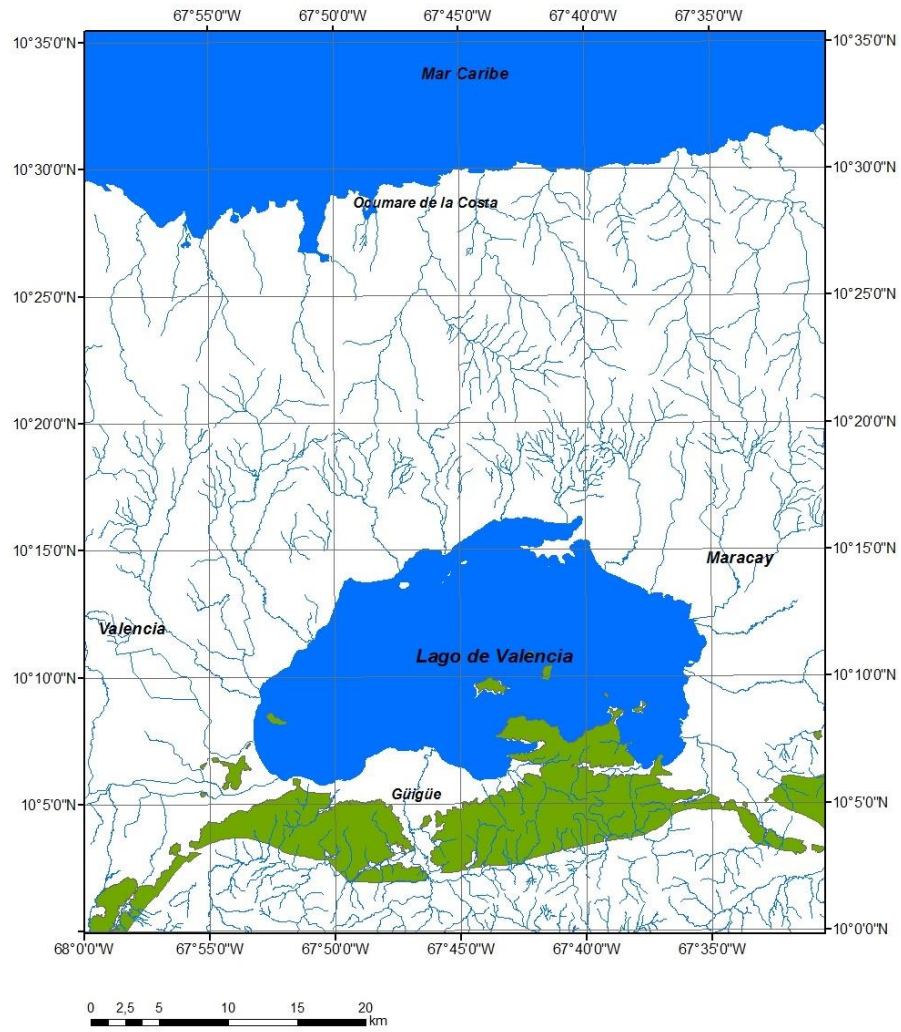 67°55'0"W 67°50'0"W 67°45'0"W 67°40'0"W 67°35'0"W
10°35'0"N 10°35'0"N
Mar Caribe
10°30'0"N 10°30'0"N
Ocumare de la Costa
10°25'0"N 10°25'0"N
10°20'0"N 10°20'0"N
10°15'0"N 10°15'0"N
Maracay
Valencia
Lago de Valencia
10°10'0"N 10°10'0"N
Güigüe
10°5'0"N 10°5'0"N
10°0'0"N
68°0'0"W 67°55'0"W 67°50'0"W 67°45'0"W 67°40'0"W 67°35'0"W
0 2,5 5 10 15 20
km